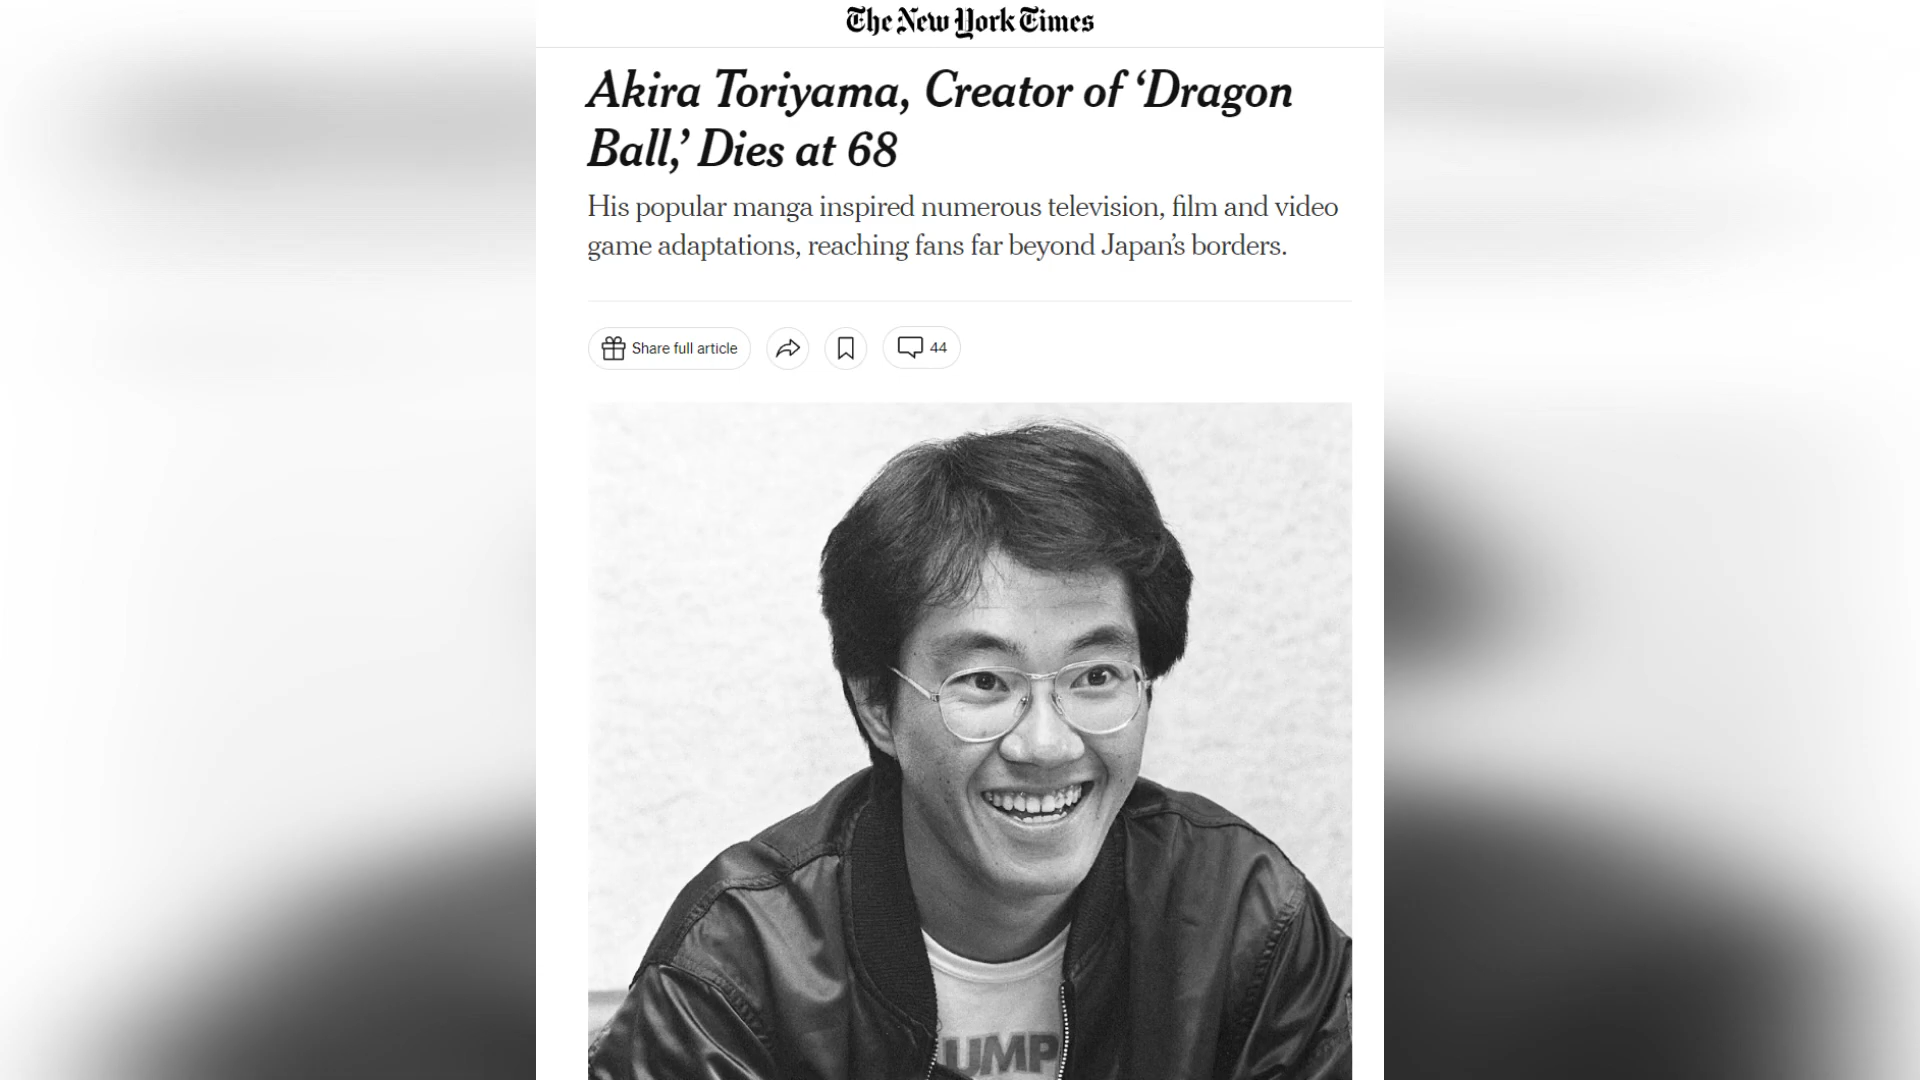 The New York Times
Akira Toriyama, Creator of ‘Dragon
Ball,’ Dies at 68
His popular manga inspired numerous television, film and video
game adaptations, reaching fans far beyond Japan’s borders.
Share full article
44
UMP